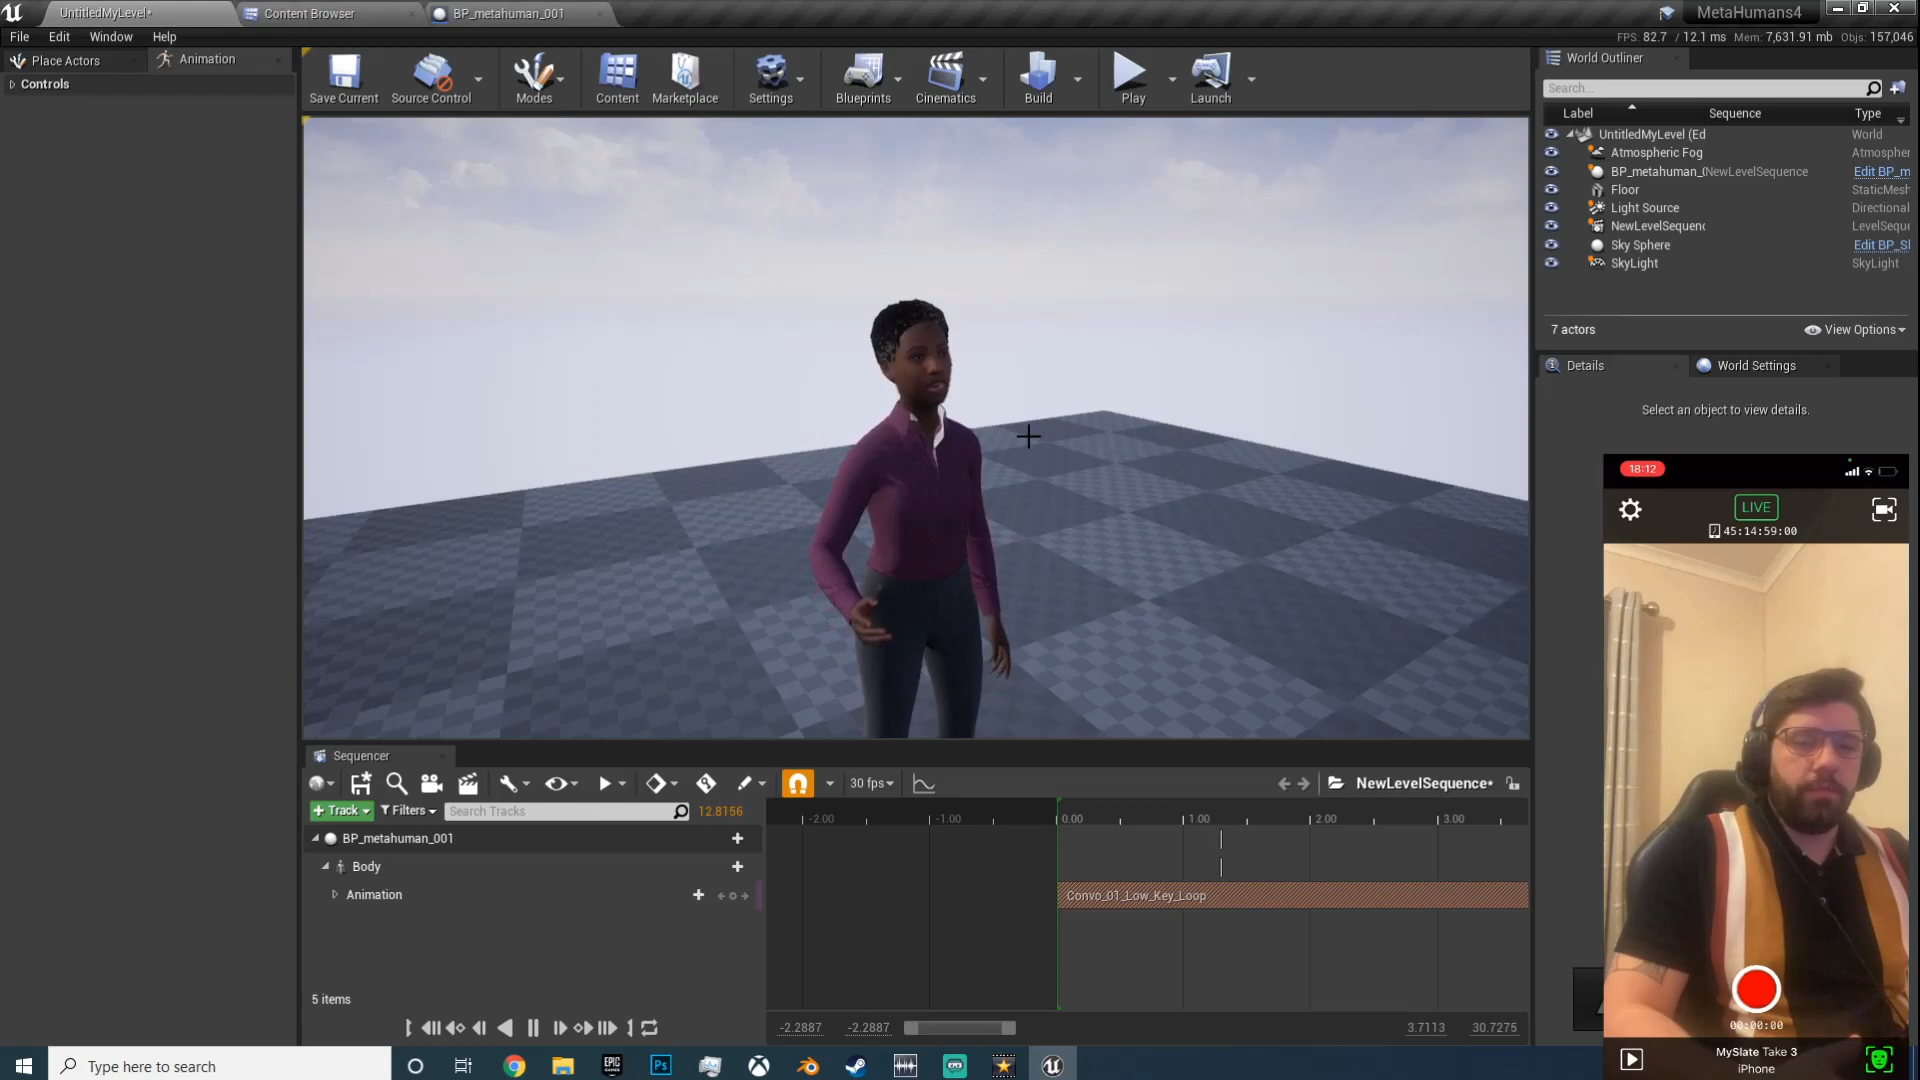 UntitledMyLevel*
Content Browser
BP_metahuman_001
MetaHumans4
File Edit Window Help
FPS: 82.7 / 12.1 ms Mem: 7,631.91 mb Objs: 157,046
Place Actors
Animation
Controls
Save Current
Source Control
Modes
Content
Marketplace
Settings
Blueprints
Cinematics
Build
Play
Launch
World Outliner
Search...
Label Sequence Type
UntitledMyLevel (Ed World
Atmospheric Fog Atmospher
BP_metahuman_( NewLevelSequence Edit BP_m
Floor StaticMesh
Light Source Directional
NewLevelSequenc LevelSeque
Sky Sphere Edit BP_Sl
SkyLight SkyLight
7 actors
View Options
Details
World Settings
Select an object to view details.
18:12
LIVE
45:14:59:00
00:00:00
MySlate Take 3
iPhone
Sequencer
30 fps
NewLevelSequence*
+ Track
Filters
Search Tracks
12.8156
-2.00 -1.00 0.00 1.00 2.00 3.00
BP_metahuman_001
Body
Animation
Convo_01_Low_Key_Loop
5 items
-2.2887 -2.2887 3.7113 30.7275
Type here to search
EPIC
Ps